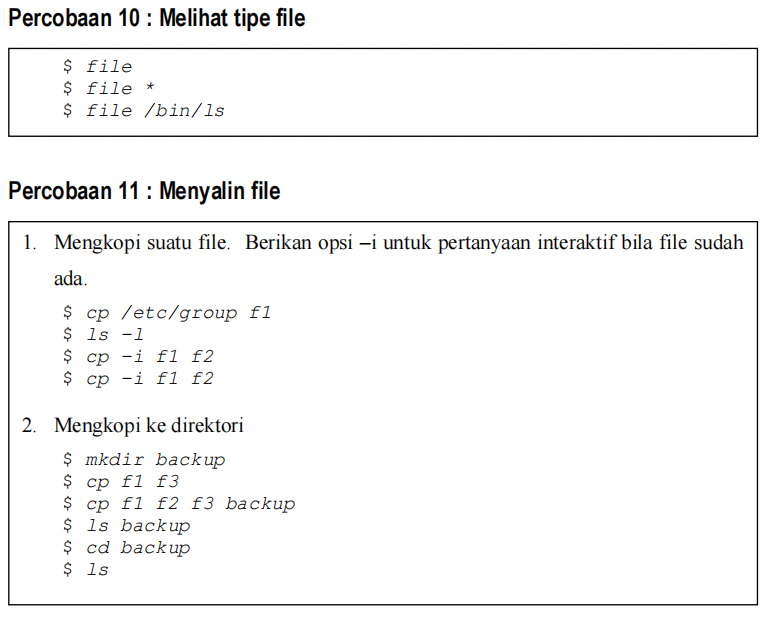 Percobaan 10 : Melihat tipe file
$ file
$ file *
$ file /bin/ls
Percobaan 11 : Menyalin file
1. Mengkopi suatu file. Berikan opsi –i untuk pertanyaan interaktif bila file sudah
ada.
$ cp /etc/group f1
$ ls -l
$ cp -i f1 f2
$ cp -i f1 f2
2. Mengkopi ke direktori
$ mkdir backup
$ cp f1 f3
$ cp f1 f2 f3 backup
$ ls backup
$ cd backup
$ ls